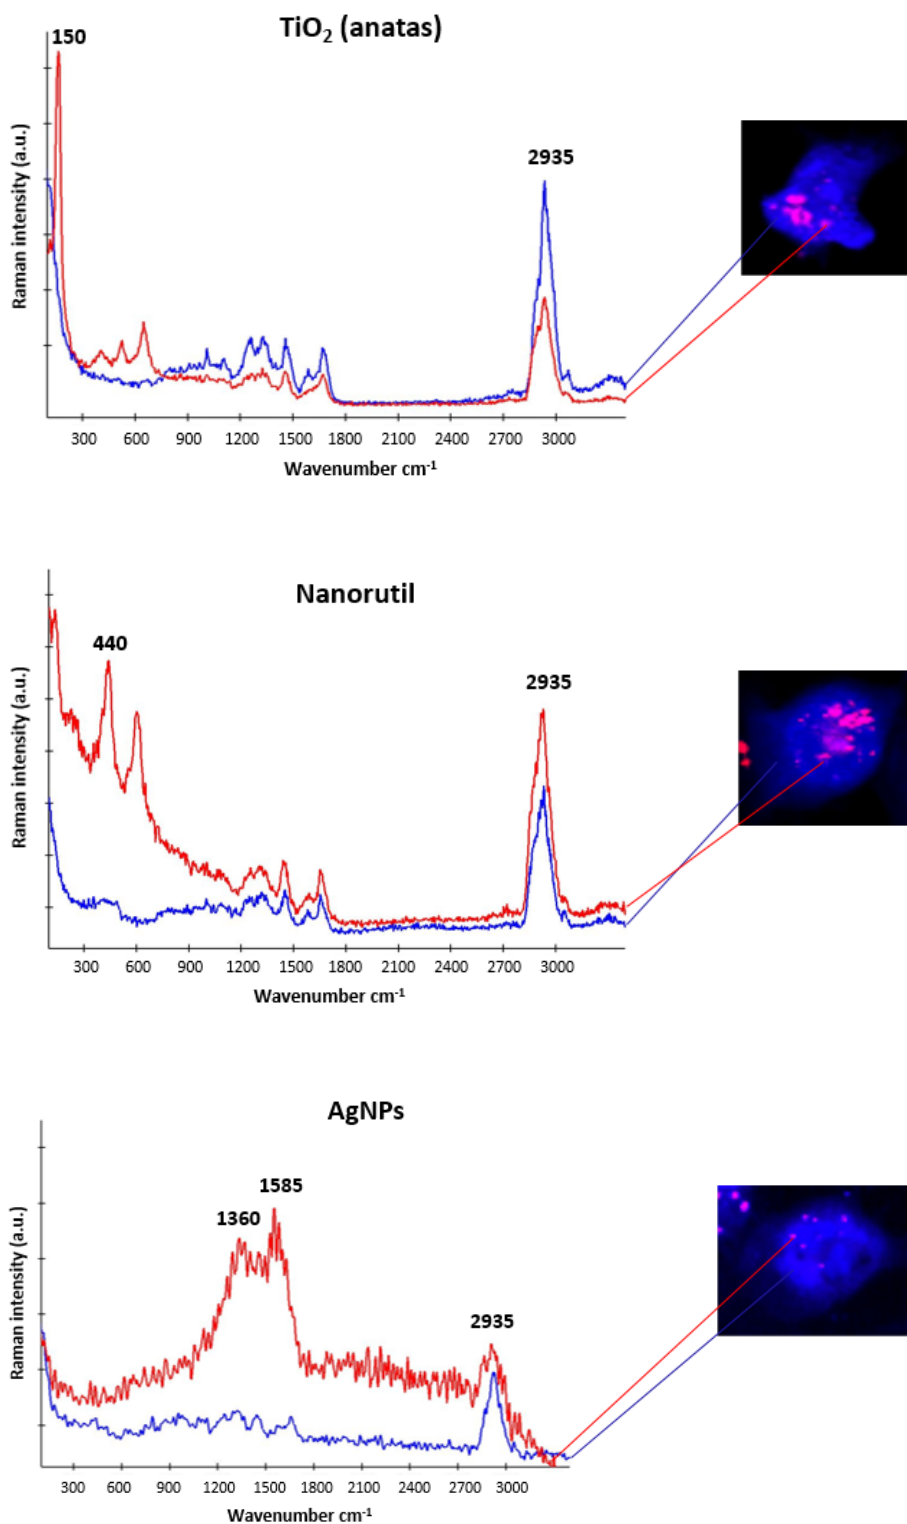 TiO₂ (anatas)
150
2935
Raman intensity (a.u.)
300 600 900 1200 1500 1800 2100 2400 2700 3000
Wavenumber cm⁻¹
Nanorutil
440
2935
Raman intensity (a.u.)
300 600 900 1200 1500 1800 2100 2400 2700 3000
Wavenumber cm⁻¹
AgNPs
1585
1360
2935
Raman intensity (a.u.)
300 600 900 1200 1500 1800 2100 2400 2700 3000
Wavenumber cm⁻¹